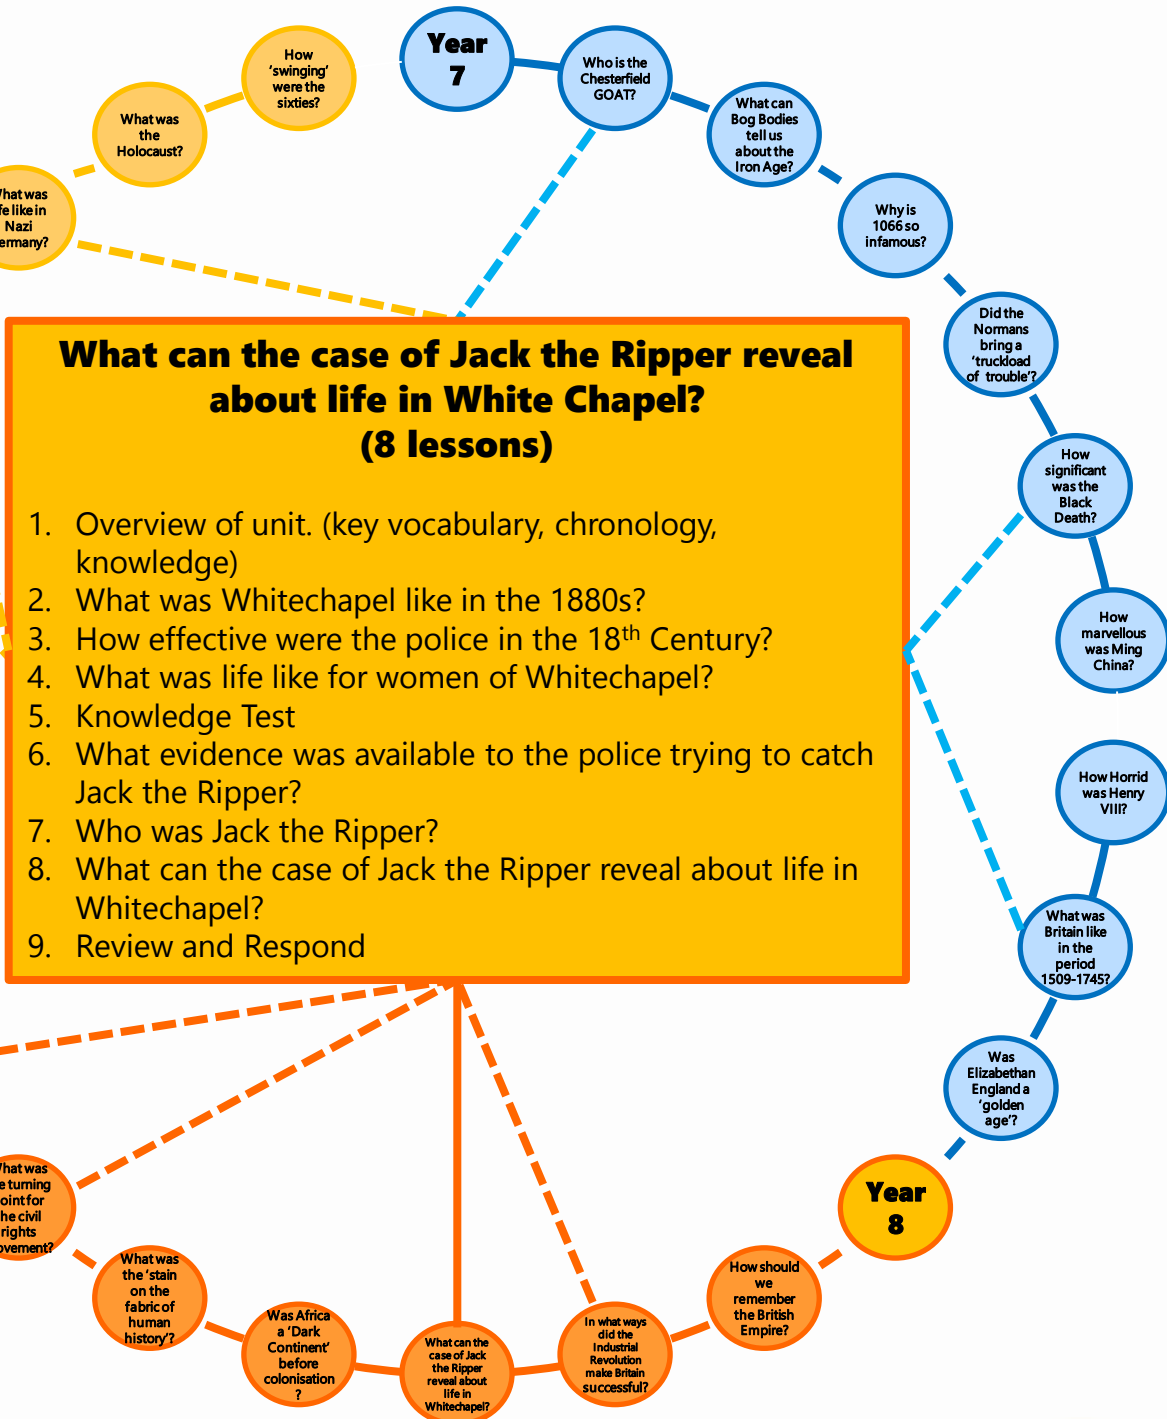 How
‘swinging’
were the
sixties?
What was
the
Holocaust?
What was
like in
Nazi
Year
7
Who is the
Chesterfield
GOAT?
What can
Bog Bodies
tell us
about the
Iron Age?
Why is
1066 so
infamous?
Did the
Normans
bring a
‘truckload
of trouble’?
How
significant
was the
Black
Death?
How
marvellous
was Ming
China?
How Horrid
was Henry
VIII?
What was
Britain like
in the
period
1509-1745?
Was
Elizabethan
England a
‘golden
age’?
Year
8
How should
we
remember
the British
Empire?
In what ways
did the
Industrial
Revolution
make Britain
successful?
What can the
case of Jack
the Ripper
reveal about
life in
Whitechapel?
Was Africa
a ‘Dark
Continent’
before
colonisation
?
What was
the ‘stain
on the
fabric of
human
history’?
was
turning
for
civil
rights
What can the case of Jack the Ripper reveal
about life in White Chapel?
(8 lessons)
1. Overview of unit. (key vocabulary, chronology,
knowledge)
2. What was Whitechapel like in the 1880s?
3. How effective were the police in the 18th Century?
4. What was life like for women of Whitechapel?
5. Knowledge Test
6. What evidence was available to the police trying to catch
Jack the Ripper?
7. Who was Jack the Ripper?
8. What can the case of Jack the Ripper reveal about life in
Whitechapel?
9. Review and Respond